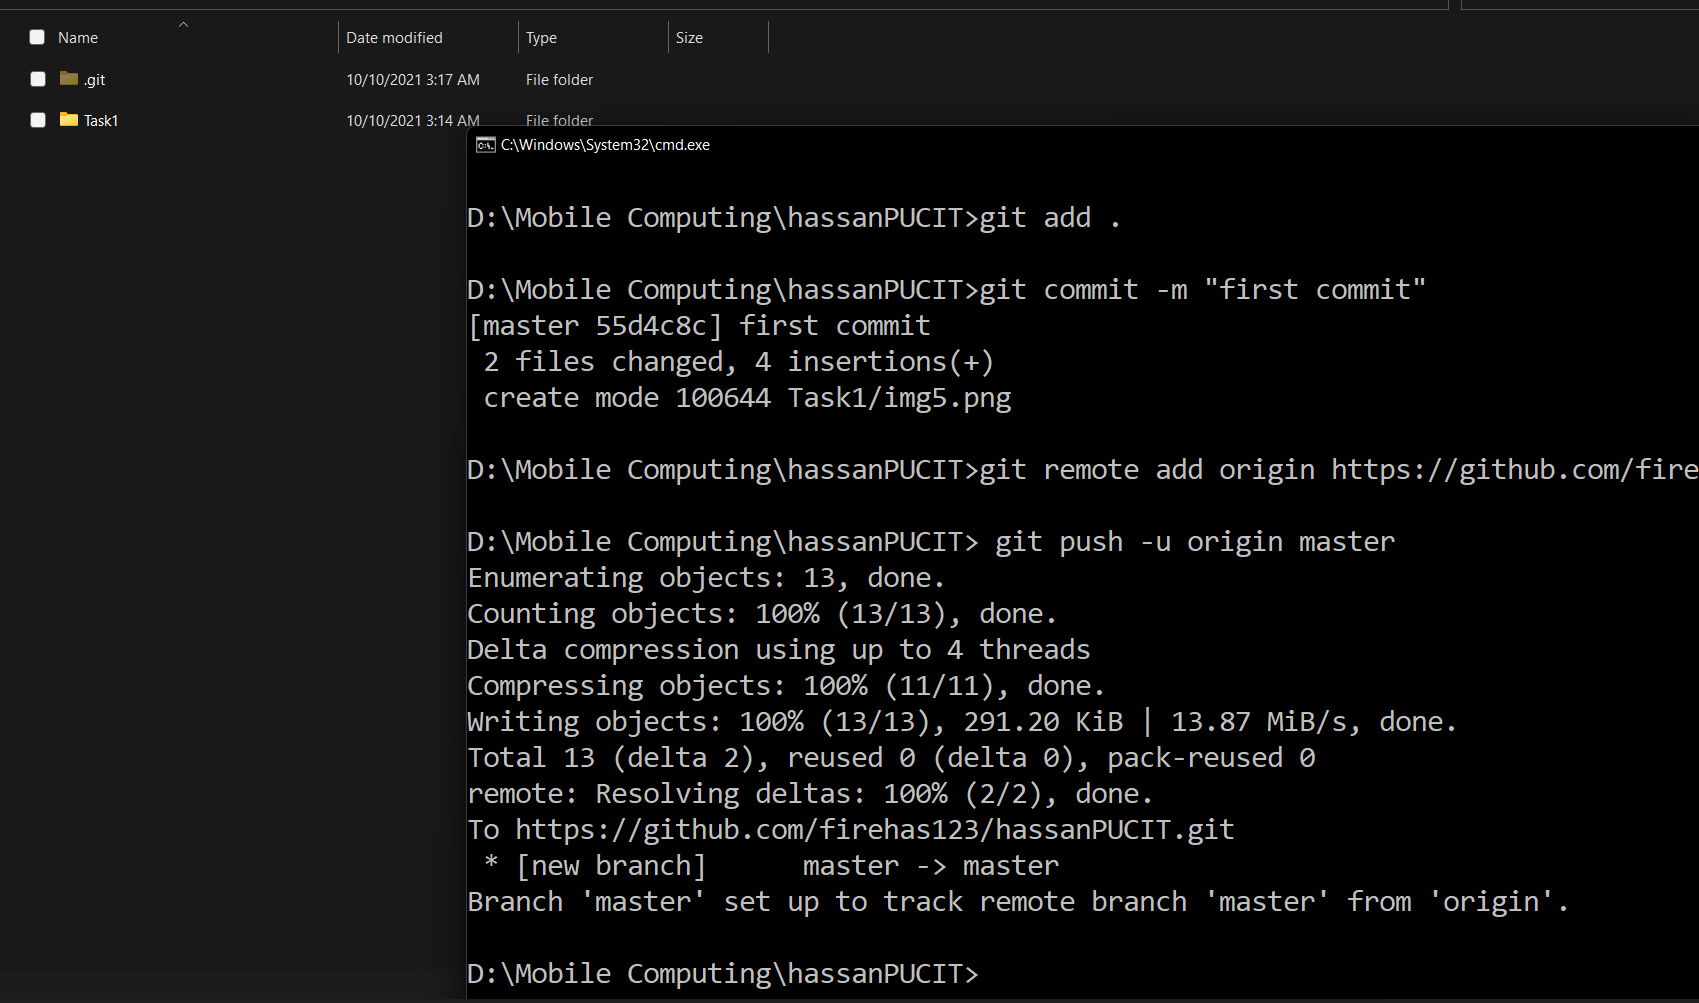 Name Date modified Type Size
.git 10/10/2021 3:17 AM File folder
Task1 10/10/2021 3:14 AM File folder
C:\Windows\System32\cmd.exe
D:\Mobile Computing\hassanPUCIT>git add .
D:\Mobile Computing\hassanPUCIT>git commit -m "first commit"
[master 55d4c8c] first commit
2 files changed, 4 insertions(+)
create mode 100644 Task1/img5.png
D:\Mobile Computing\hassanPUCIT>git remote add origin https://github.com/fire
D:\Mobile Computing\hassanPUCIT> git push -u origin master
Enumerating objects: 13, done.
Counting objects: 100% (13/13), done.
Delta compression using up to 4 threads
Compressing objects: 100% (11/11), done.
Writing objects: 100% (13/13), 291.20 KiB | 13.87 MiB/s, done.
Total 13 (delta 2), reused 0 (delta 0), pack-reused 0
remote: Resolving deltas: 100% (2/2), done.
To https://github.com/firehas123/hassanPUCIT.git
* [new branch] master -> master
Branch 'master' set up to track remote branch 'master' from 'origin'.
D:\Mobile Computing\hassanPUCIT>